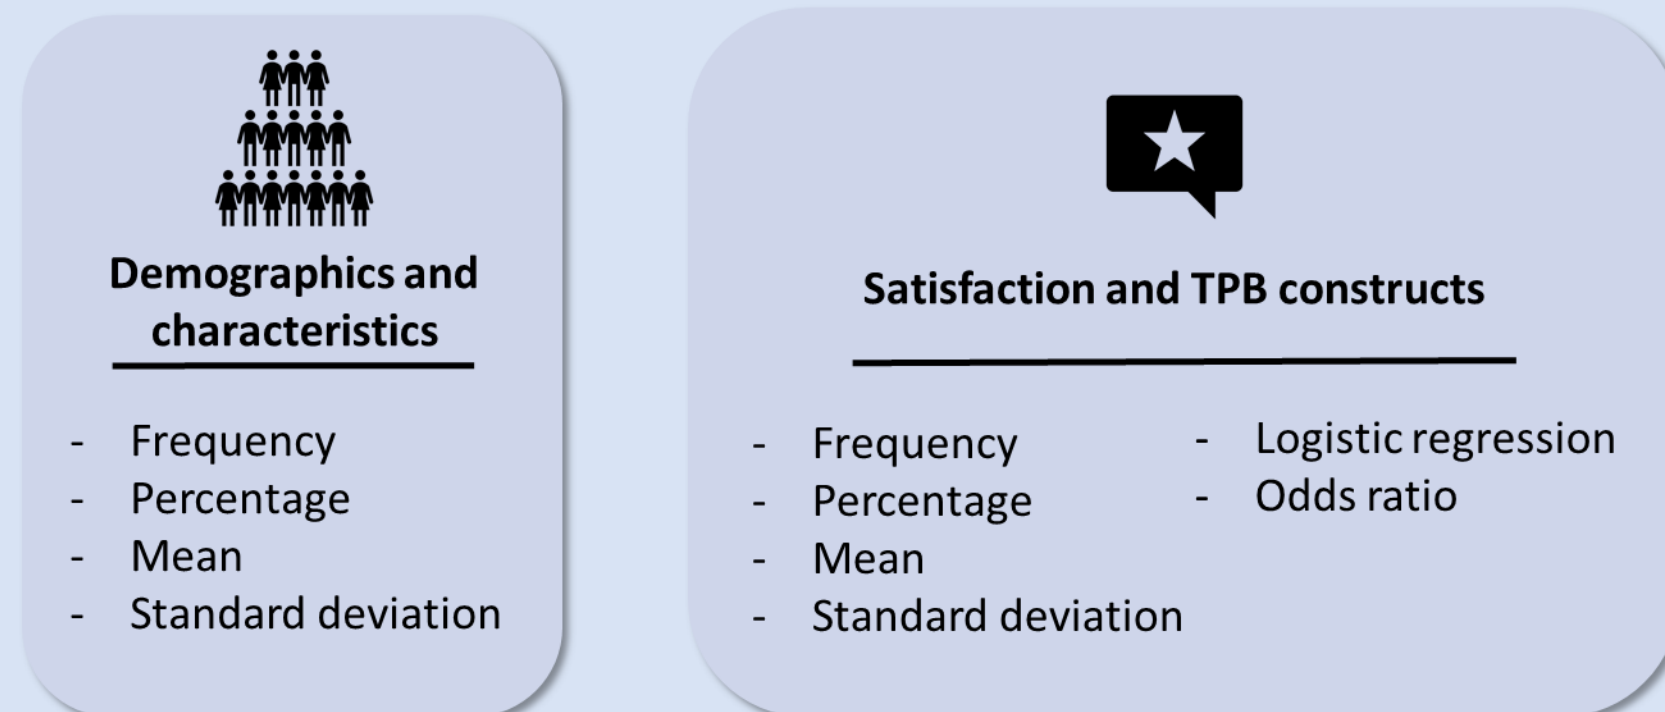 Demographics and
characteristics
- Frequency
- Percentage
- Mean
- Standard deviation
Satisfaction and TPB constructs
- Frequency
- Percentage
- Mean
- Standard deviation
- Logistic regression
- Odds ratio